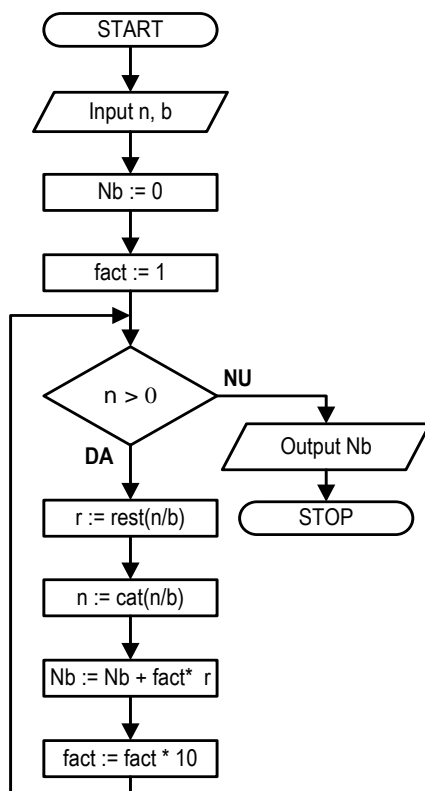 START
Input n, b
Nb := 0
fact := 1
n > 0
NU
DA
Output Nb
STOP
r := rest(n/b)
n := cat(n/b)
Nb := Nb + fact* r
fact := fact * 10